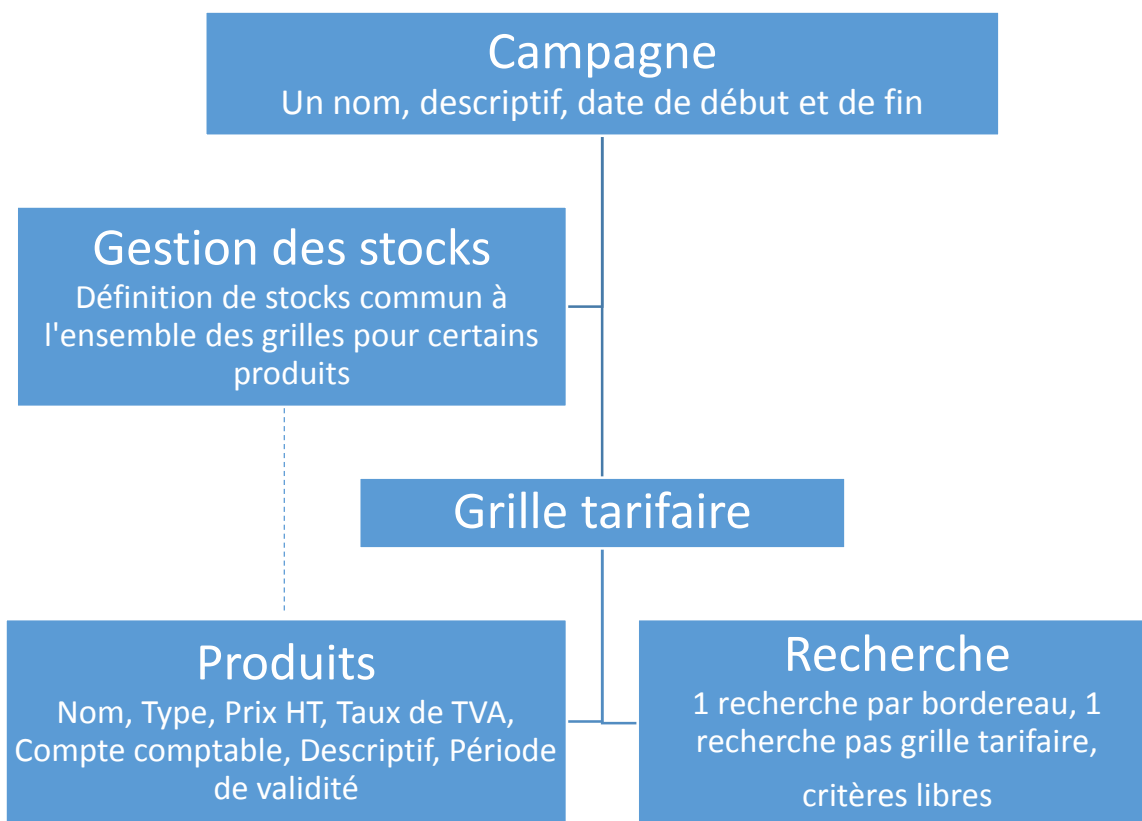 Campagne
Un nom, descriptif, date de début et de fin
Gestion des stocks
Définition de stocks commun à
l'ensemble des grilles pour certains
produits
Grille tarifaire
Produits
Nom, Type, Prix HT, Taux de TVA,
Compte comptable, Descriptif, Période
de validité
Recherche
1 recherche par bordereau, 1
recherche pas grille tarifaire,
critères libres